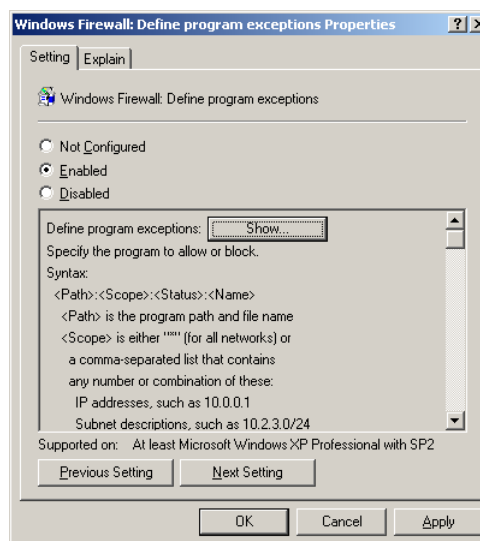 Windows Firewall: Define program exceptions Properties
Setting Explain
Windows Firewall: Define program exceptions
Not Configured
Enabled
Disabled
Define program exceptions: Show...
Specify the program to allow or block.
Syntax:
<Path>:<Scope>:<Status>:<Name>
<Path> is the program path and file name
<Scope> is either "*" (for all networks) or
a comma-separated list that contains
any number or combination of these:
IP addresses, such as 10.0.0.1
Subnet descriptions, such as 10.2.3.0/24
Supported on: At least Microsoft Windows XP Professional with SP2
Previous Setting Next Setting
OK Cancel Apply